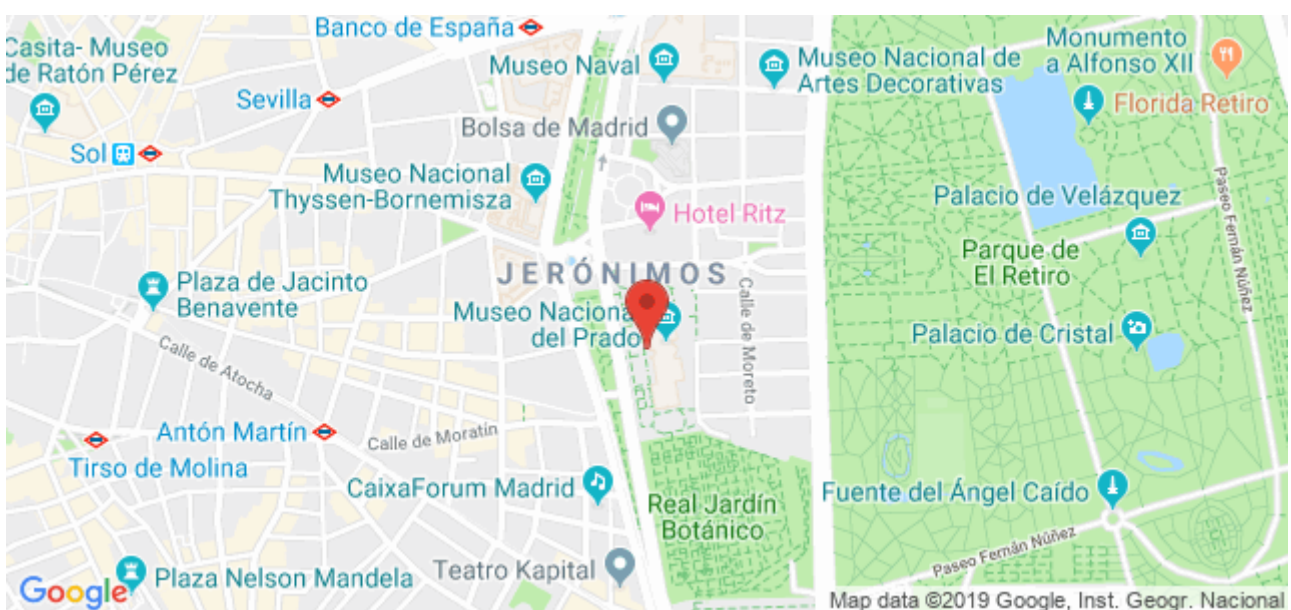 Banco de España
Casita- Museo
de Ratón Pérez
Museo Naval
Museo Nacional de
Artes Decorativas
Monumento
a Alfonso XII
Florida Retiro
Sevilla
Bolsa de Madrid
Sol
Museo Nacional
Thyssen-Bornemisza
Hotel Ritz
Palacio de Velázquez
Paseo Fernán Núñez
Parque de
El Retiro
JERÓNIMOS
Plaza de Jacinto
Benavente
Museo Naciona
del Prado
Calle de Moreto
Palacio de Cristal
Calle de Atocha
Antón Martín
Calle de Moratín
Tirso de Molina
CaixaForum Madrid
Real Jardín
Botánico
Fuente del Ángel Caído
Paseo Fernán Núñez
Teatro Kapital
Plaza Nelson Mandela
Google
Map data ©2019 Google, Inst. Geogr. Nacional